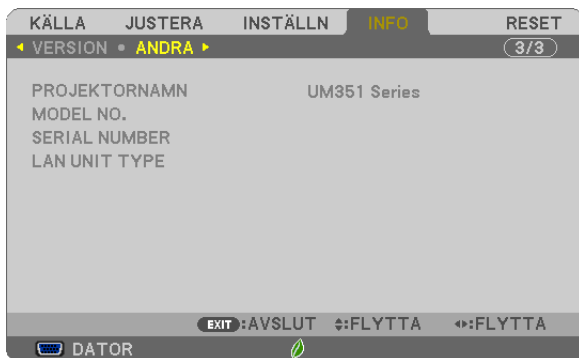 KÄLLA JUSTERA INSTÄLLN INFO RESET
VERSION • ANDRA 3/3
PROJEKTORNAMN UM351 Series
MODEL NO.
SERIAL NUMBER
LAN UNIT TYPE
EXIT :AVSLUT :FLYTTA :FLYTTA
DATOR